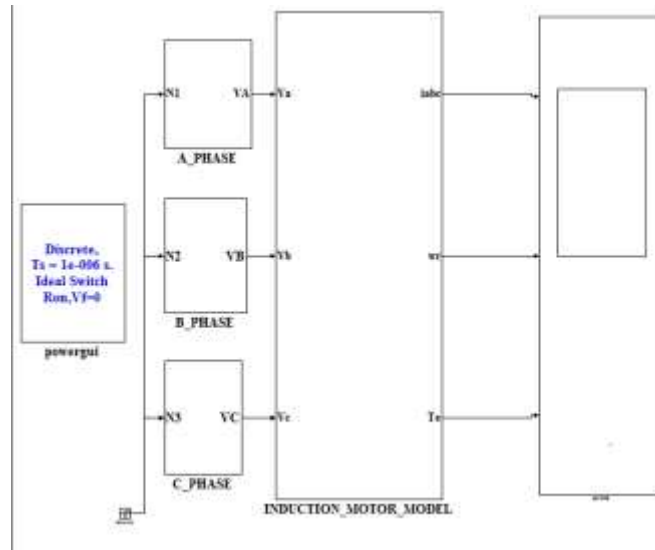 N1
VA
A_PHASE
Va
iabc
Discrete,
Ts = 1e-006 s.
Ideal Switch
Ron,Vf=0
powergui
N2
VB
B_PHASE
Vb
wr
N3
VC
C_PHASE
Vc
Te
INDUCTION_MOTOR_MODEL